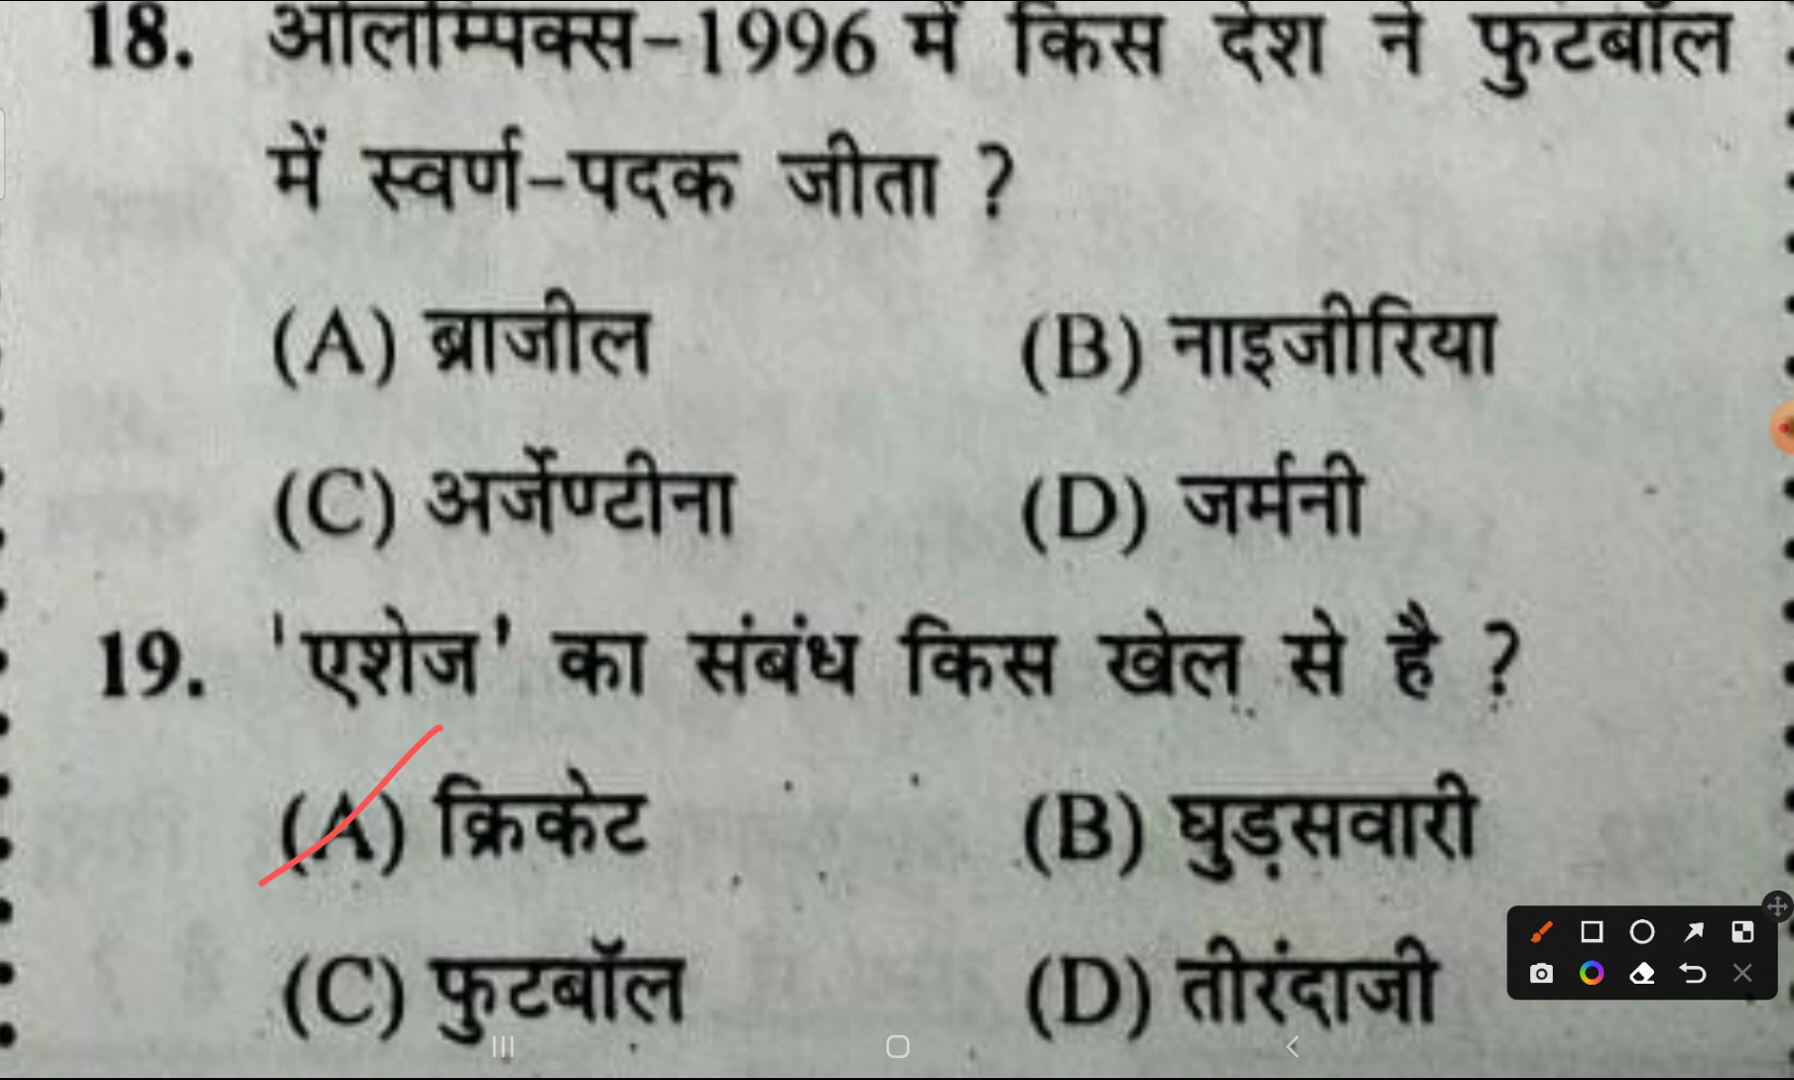 18. ओलम्पिक्स-1996 में किस देश ने फुटबॉल
में स्वर्ण-पदक जीता ?
(A) ब्राजील (B) नाइजीरिया
(C) अर्जेण्टीना (D) जर्मनी
19. 'एशेज' का संबंध किस खेल से है ?
(A) क्रिकेट (B) घुड़सवारी
(C) फुटबॉल (D) तीरंदाजी